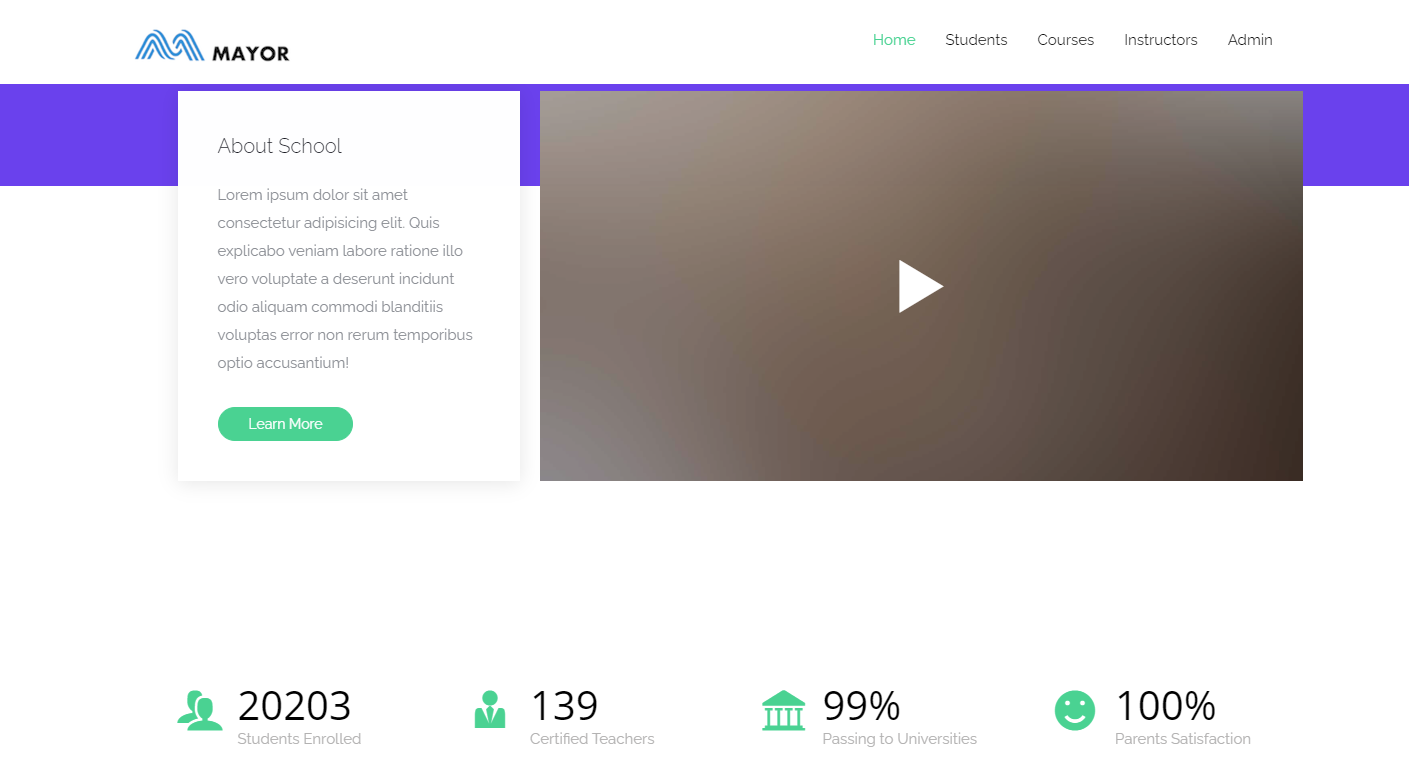 MAYOR
Home Students Courses Instructors Admin
About School
Lorem ipsum dolor sit amet
consectetur adipisicing elit. Quis
explicabo veniam labore ratione illo
vero voluptate a deserunt incidunt
odio aliquam commodi blanditiis
voluptas error non rerum temporibus
optio accusantium!
Learn More
20203 139 99% 100%
Students Enrolled Certified Teachers Passing to Universities Parents Satisfaction